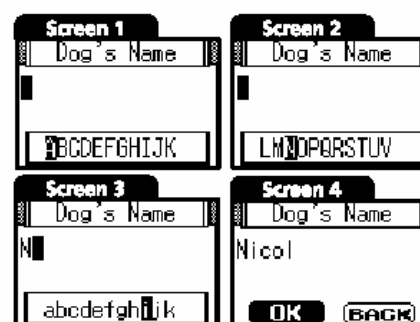 Screen 1
Dog's Name
ABCDEFGHIJK
Screen 2
Dog's Name
LMNOPQRSTUV
Screen 3
Dog's Name
N
abcdefghijk
Screen 4
Dog's Name
Nicol
OK BACK